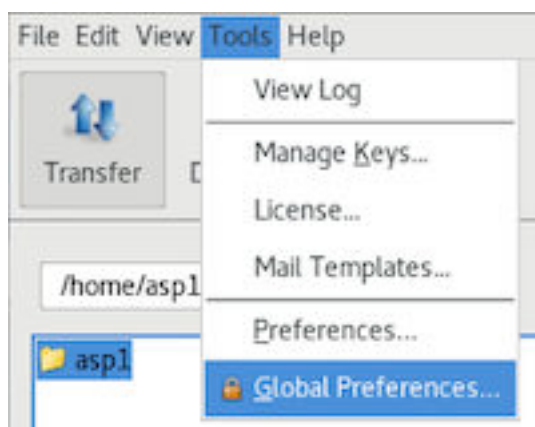 File Edit View Tools Help
View Log
Transfer
Manage Keys...
License...
Mail Templates...
/home/asp1
Preferences...
asp1
Global Preferences...